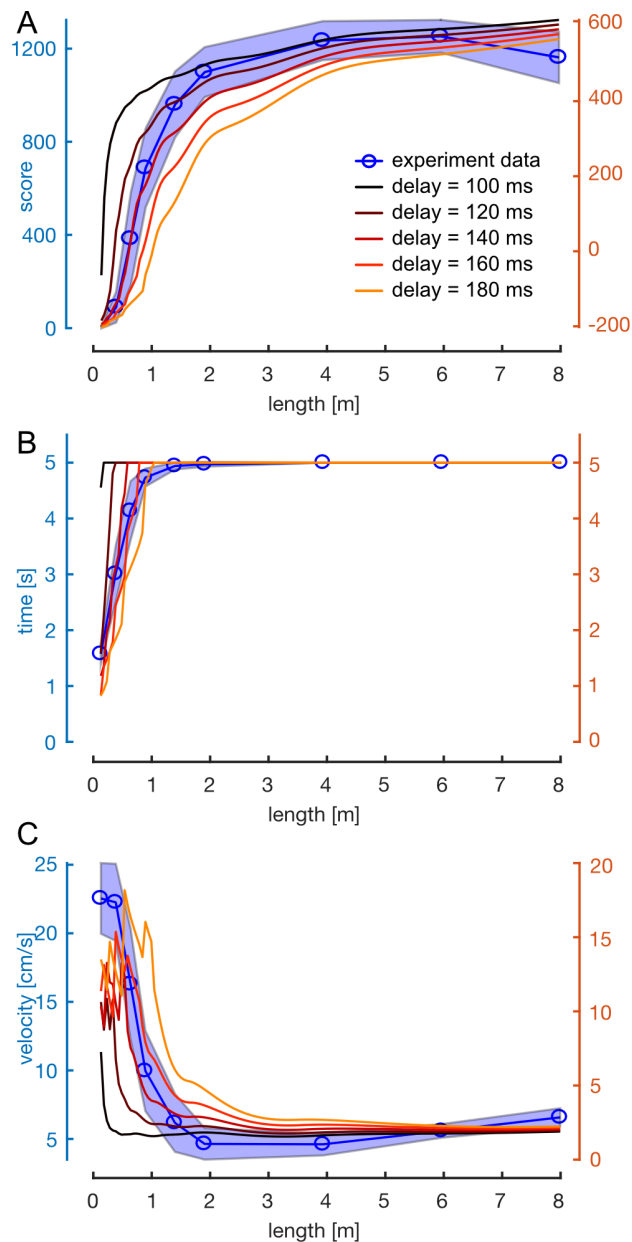 A
1200
800
400
0
score
600
400
200
0
-200
experiment data
delay = 100 ms
delay = 120 ms
delay = 140 ms
delay = 160 ms
delay = 180 ms
0 1 2 3 4 5 6 7 8
length [m]
B
5
4
3
2
1
0
time [s]
5
4
3
2
1
0
0 1 2 3 4 5 6 7 8
length [m]
C
25
22
15
10
5
velocity [cm/s]
20
15
10
5
0
0 1 2 3 4 5 6 7 8
length [m]